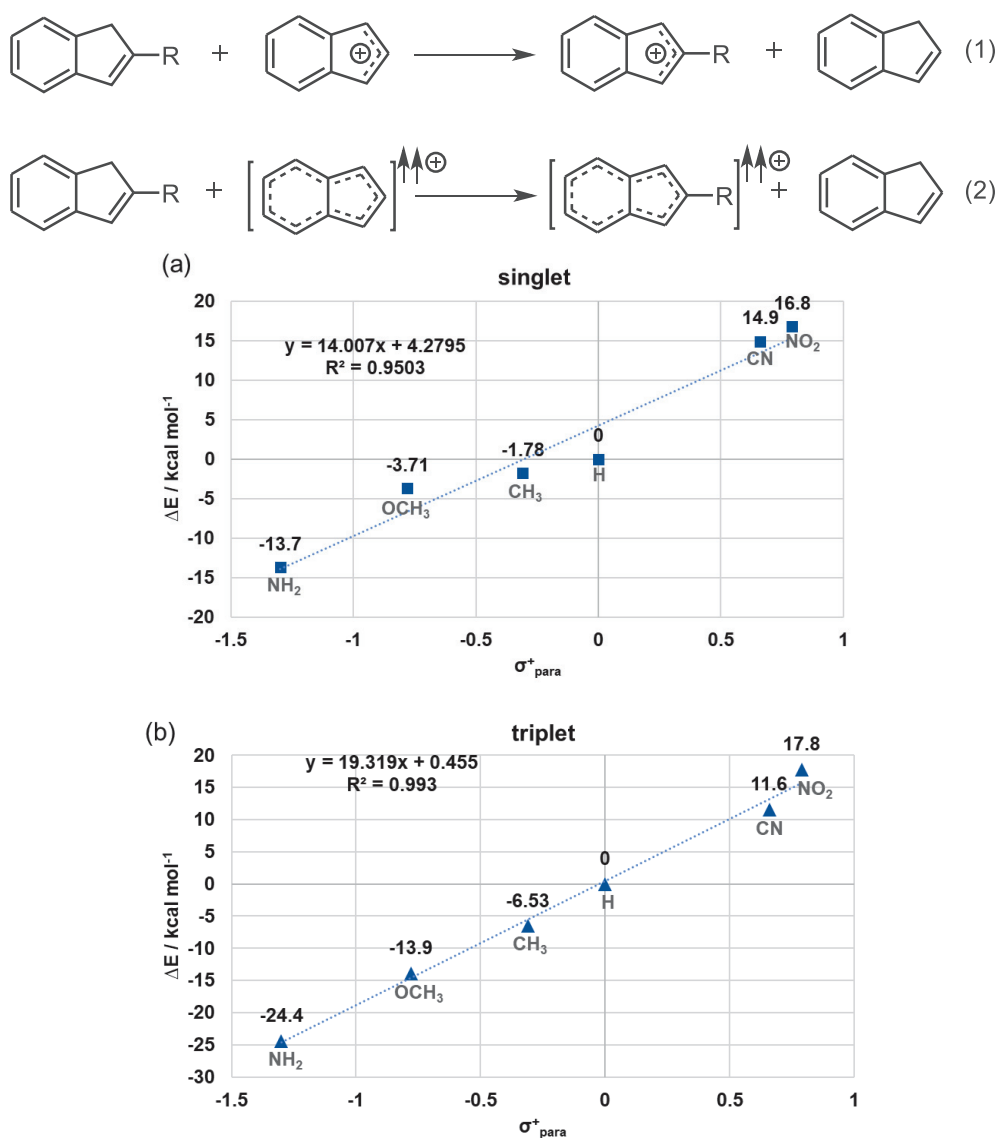 R + ⊕ ⊕ R + (1)
R + [ ]↑↑⊕ [ R ]↑↑⊕ + (2)
(a)
singlet
y = 14.007x + 4.2795
R² = 0.9503
16.8
14.9
NO₂
CN
0
H
-1.78
CH₃
-3.71
OCH₃
-13.7
NH₂
20
15
10
5
0
-5
-10
-15
-20
ΔE / kcal mol⁻¹
-1.5 -1 -0.5 0 0.5 1
σ⁺para
(b)
triplet
y = 19.319x + 0.455
R² = 0.993
17.8
11.6
NO₂
CN
0
H
-6.53
CH₃
-13.9
OCH₃
-24.4
NH₂
20
15
10
5
0
-5
-10
-15
-20
-25
-30
ΔE / kcal mol⁻¹
-1.5 -1 -0.5 0 0.5 1
σ⁺para